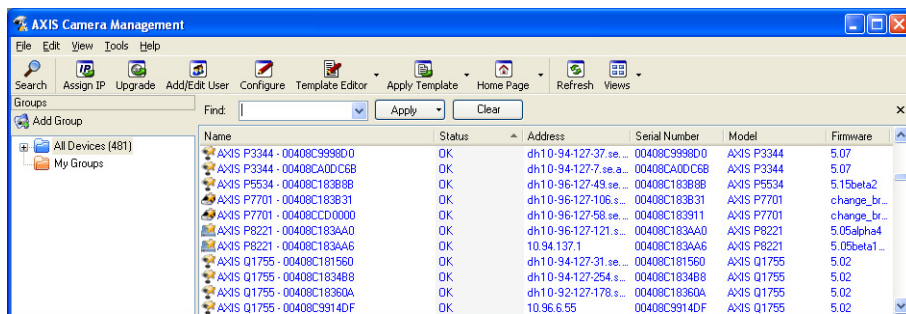 AXIS Camera Management
File Edit View Tools Help
Search Assign IP Upgrade Add/Edit User Configure Template Editor Apply Template Home Page Refresh Views
Groups
Add Group
All Devices (481)
My Groups
Find: Apply Clear
Name Status Address Serial Number Model Firmware
AXIS P3344 - 00408C9998D0 OK dh10-94-127-37.se.... 00408C9998D0 AXIS P3344 5.07
AXIS P3344 - 00408CA0DC6B OK dh10-94-127-7.se.a... 00408CA0DC6B AXIS P3344 5.07
AXIS P5534 - 00408C183B8B OK dh10-96-127-49.se.... 00408C183B8B AXIS P5534 5.15beta2
AXIS P7701 - 00408C183B31 OK dh10-96-127-106.s... 00408C183B31 AXIS P7701 change_br...
AXIS P7701 - 00408CCD0000 OK dh10-96-127-58.se.... 00408C183911 AXIS P7701 change_br...
AXIS P8221 - 00408C183AA0 OK dh10-96-127-121.s... 00408C183AA0 AXIS P8221 5.05alpha4
AXIS P8221 - 00408C183AA6 OK 10.94.137.1 00408C183AA6 AXIS P8221 5.05beta1...
AXIS Q1755 - 00408C181560 OK dh10-94-127-31.se.... 00408C181560 AXIS Q1755 5.02
AXIS Q1755 - 00408C1834B8 OK dh10-94-127-254.s... 00408C1834B8 AXIS Q1755 5.02
AXIS Q1755 - 00408C18360A OK dh10-92-127-178.s... 00408C18360A AXIS Q1755 5.02
AXIS Q1755 - 00408C9914DF OK 10.96.6.55 00408C9914DF AXIS Q1755 5.02